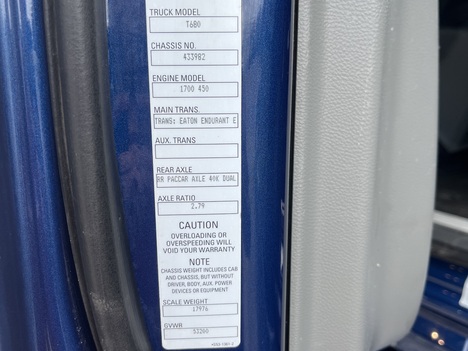 TRUCK MODEL
T680
CHASSIS NO.
433982
ENGINE MODEL
1700 450
MAIN TRANS.
TRANS: EATON ENDURANT E
AUX. TRANS
REAR AXLE
RR PACCAR AXLE 40K DUAL
AXLE RATIO
2.79
CAUTION
OVERLOADING OR
OVERSPEEDING WILL
VOID YOUR WARRANTY
NOTE
CHASSIS WEIGHT INCLUDES CAB
AND CHASSIS, BUT WITHOUT
DRIVER, BODY, AUX. POWER
DEVICES OR EQUIPMENT
SCALE WEIGHT
17976
GVWR
52200